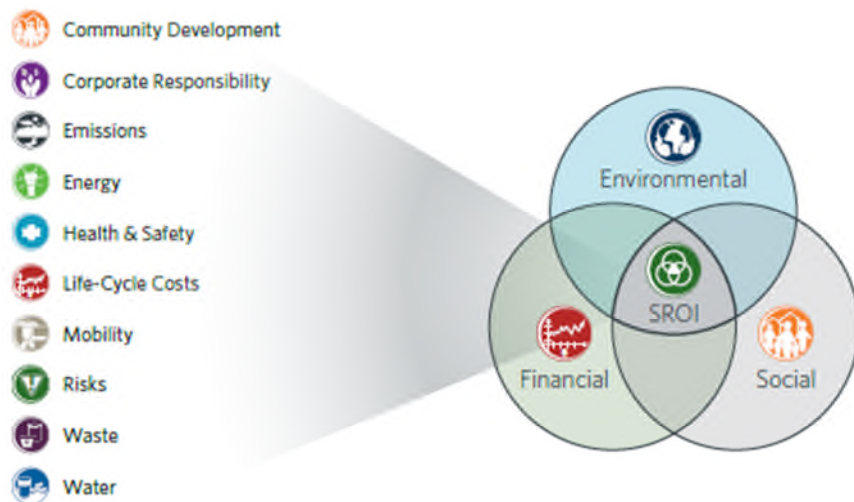 Community Development
Corporate Responsibility
Emissions
Energy
Health & Safety
Life-Cycle Costs
Mobility
Risks
Waste
Water
Environmental
SROI
Financial
Social